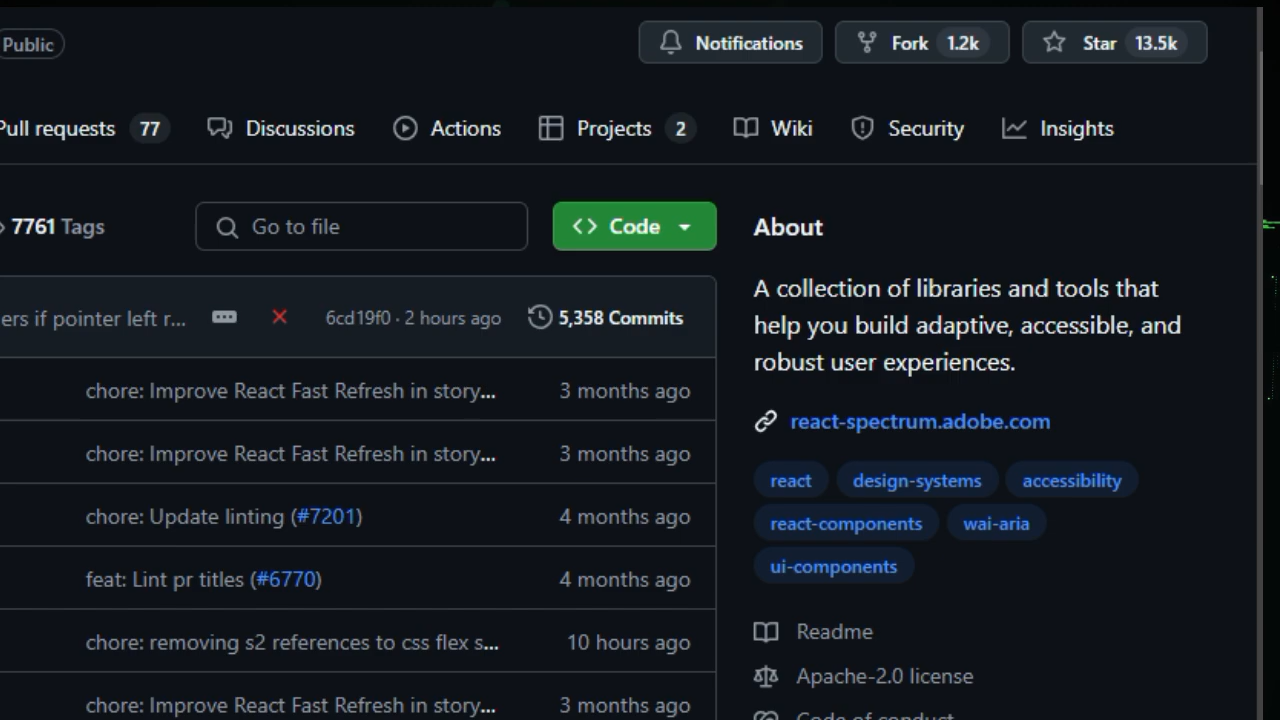 Public
Notifications
Fork 1.2k
Star 13.5k
Pull requests 77
Discussions
Actions
Projects 2
Wiki
Security
Insights
7761 Tags
Go to file
Code
ers if pointer left r...
6cd19f0 · 2 hours ago
5,358 Commits
chore: Improve React Fast Refresh in story... 3 months ago
chore: Improve React Fast Refresh in story... 3 months ago
chore: Update linting (#7201) 4 months ago
feat: Lint pr titles (#6770) 4 months ago
chore: removing s2 references to css flex s... 10 hours ago
chore: Improve React Fast Refresh in story... 3 months ago
About
A collection of libraries and tools that
help you build adaptive, accessible, and
robust user experiences.
react-spectrum.adobe.com
react design-systems accessibility
react-components wai-aria
ui-components
Readme
Apache-2.0 license
Code of conduct